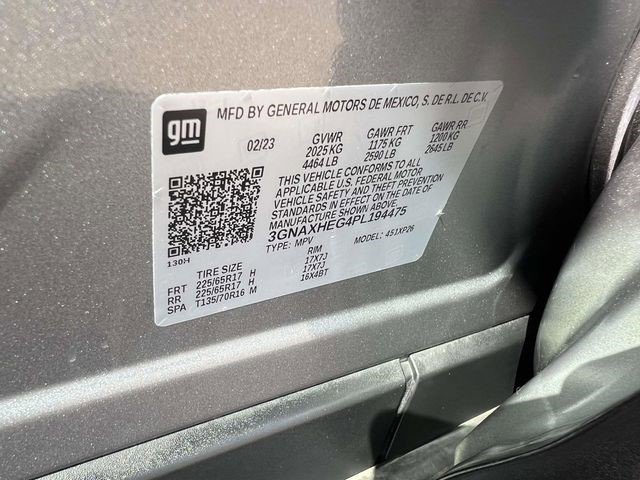 gm
MFD BY GENERAL MOTORS DE MEXICO, S. DE R.L. DE C.V.
02/23 GVWR GAWR FRT GAWR RR
2025 KG 1175 KG 1200 KG
4464 LB 2590 LB 2645 LB
THIS VEHICLE CONFORMS TO ALL
APPLICABLE U.S. FEDERAL MOTOR
VEHICLE SAFETY AND THEFT PREVENTION
STANDARDS IN EFFECT ON THE DATE OF
MANUFACTURE SHOWN ABOVE.
3GNAXHEG4PL194475
TYPE: MPV MODEL: 451XP26
130H
TIRE SIZE RIM
FRT 225/65R17 H 17X7J
RR 225/65R17 H 17X7J
SPA T135/70R16 M 16X4BT